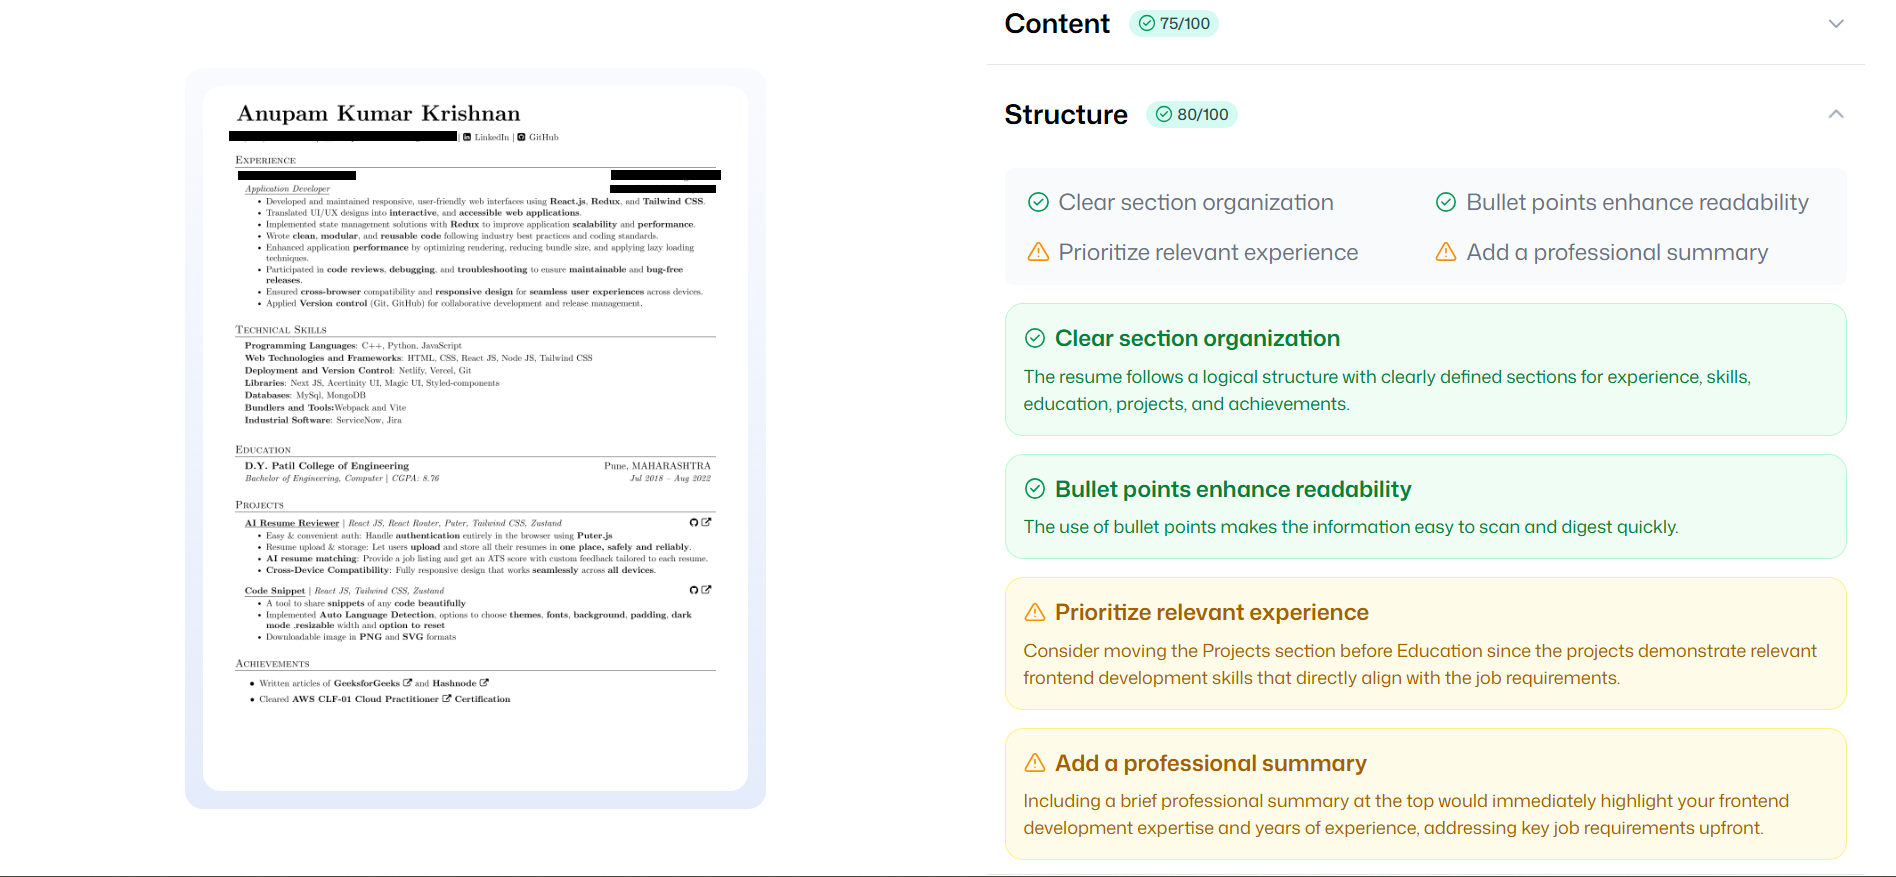 Anupam Kumar Krishnan
| LinkedIn | GitHub
Experience
Application Developer
• Developed and maintained responsive, user-friendly web interfaces using React.js, Redux, and Tailwind CSS.
• Translated UI/UX designs into interactive, and accessible web applications.
• Implemented state management solutions with Redux to improve application scalability and performance.
• Wrote clean, modular, and reusable code following industry best practices and coding standards.
• Enhanced application performance by optimizing rendering, reducing bundle size, and applying lazy loading
techniques.
• Participated in code reviews, debugging, and troubleshooting to ensure maintainable and bug-free
releases.
• Ensured cross-browser compatibility and responsive design for seamless user experiences across devices.
• Applied Version control (Git, GitHub) for collaborative development and release management.
Technical Skills
Programming Languages: C++, Python, JavaScript
Web Technologies and Frameworks: HTML, CSS, React JS, Node JS, Tailwind CSS
Deployment and Version Control: Netlify, Vercel, Git
Libraries: Next JS, Acertinity UI, Magic UI, Styled-components
Databases: MySql, MongoDB
Bundlers and Tools:Webpack and Vite
Industrial Software: ServiceNow, Jira
Education
D.Y. Patil College of Engineering Pune, MAHARASHTRA
Bachelor of Engineering, Computer | CGPA: 8.76 Jul 2018 – Aug 2022
Projects
AI Resume Reviewer | React JS, React Router, Puter, Tailwind CSS, Zustand
• Easy & convenient auth: Handle authentication entirely in the browser using Puter.js
• Resume upload & storage: Let users upload and store all their resumes in one place, safely and reliably.
• AI resume matching: Provide a job listing and get an ATS score with custom feedback tailored to each resume.
• Cross-Device Compatibility: Fully responsive design that works seamlessly across all devices.
Code Snippet | React JS, Tailwind CSS, Zustand
• A tool to share snippets of any code beautifully
• Implemented Auto Language Detection, options to choose themes, fonts, background, padding, dark
mode ,resizable width and option to reset
• Downloadable image in PNG and SVG formats
Achievements
• Written articles of GeeksforGeeks and Hashnode
• Cleared AWS CLF-01 Cloud Practitioner Certification
Content 75/100
Structure 80/100
Clear section organization
Bullet points enhance readability
Prioritize relevant experience
Add a professional summary
Clear section organization
The resume follows a logical structure with clearly defined sections for experience, skills,
education, projects, and achievements.
Bullet points enhance readability
The use of bullet points makes the information easy to scan and digest quickly.
Prioritize relevant experience
Consider moving the Projects section before Education since the projects demonstrate relevant
frontend development skills that directly align with the job requirements.
Add a professional summary
Including a brief professional summary at the top would immediately highlight your frontend
development expertise and years of experience, addressing key job requirements upfront.